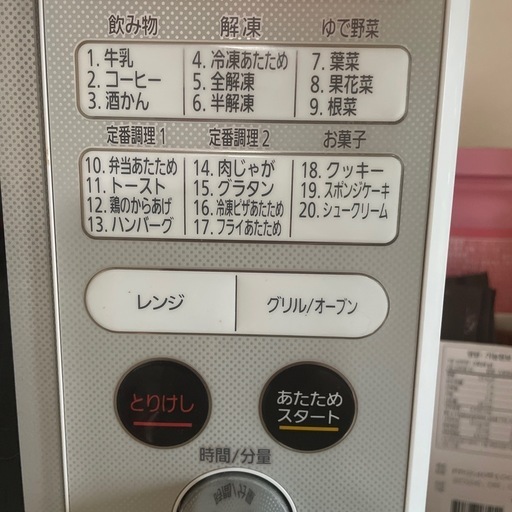 飲み物 解凍 ゆで野菜
1. 牛乳 4. 冷凍あたため 7. 葉菜
2. コーヒー 5. 全解凍 8. 果花菜
3. 酒かん 6. 半解凍 9. 根菜
定番調理1 定番調理2 お菓子
10. 弁当あたため 14. 肉じゃが 18. クッキー
11. トースト 15. グラタン 19. スポンジケーキ
12. 鶏のからあげ 16. 冷凍ピザあたため 20. シュークリーム
13. ハンバーグ 17. フライあたため
レンジ グリル/オーブン
とりけし あたため
スタート
時間/分量